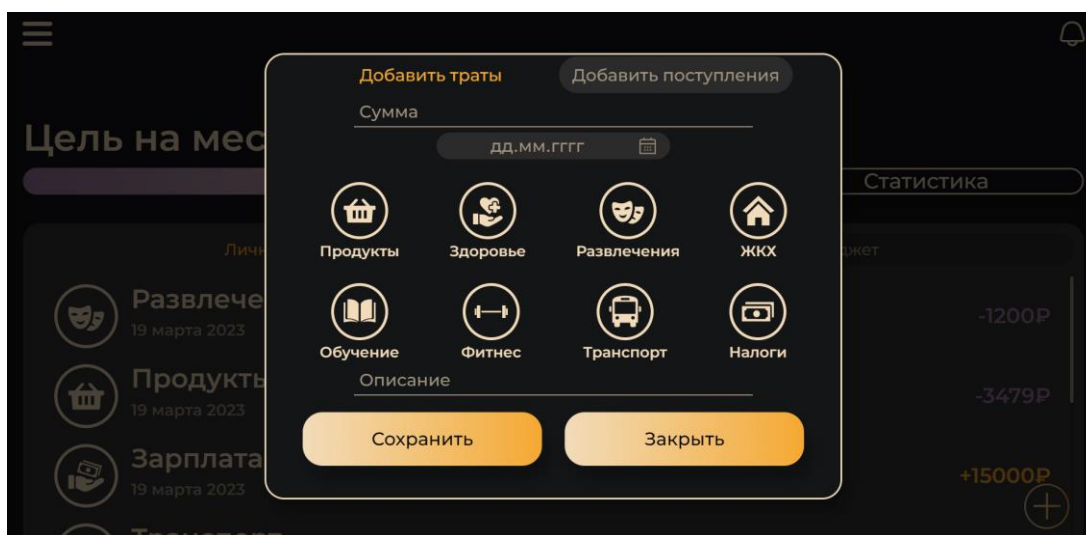 Добавить траты
Добавить поступления
Сумма
Цель на мес
дд.мм.гггг
Статистика
Личн
джет
Продукты
Здоровье
Развлечения
ЖКХ
Развлече
19 марта 2023
-1200₽
Обучение
Фитнес
Транспорт
Налоги
Продукты
19 марта 2023
-3479₽
Описание
Сохранить
Закрыть
Зарплата
19 марта 2023
+15000₽